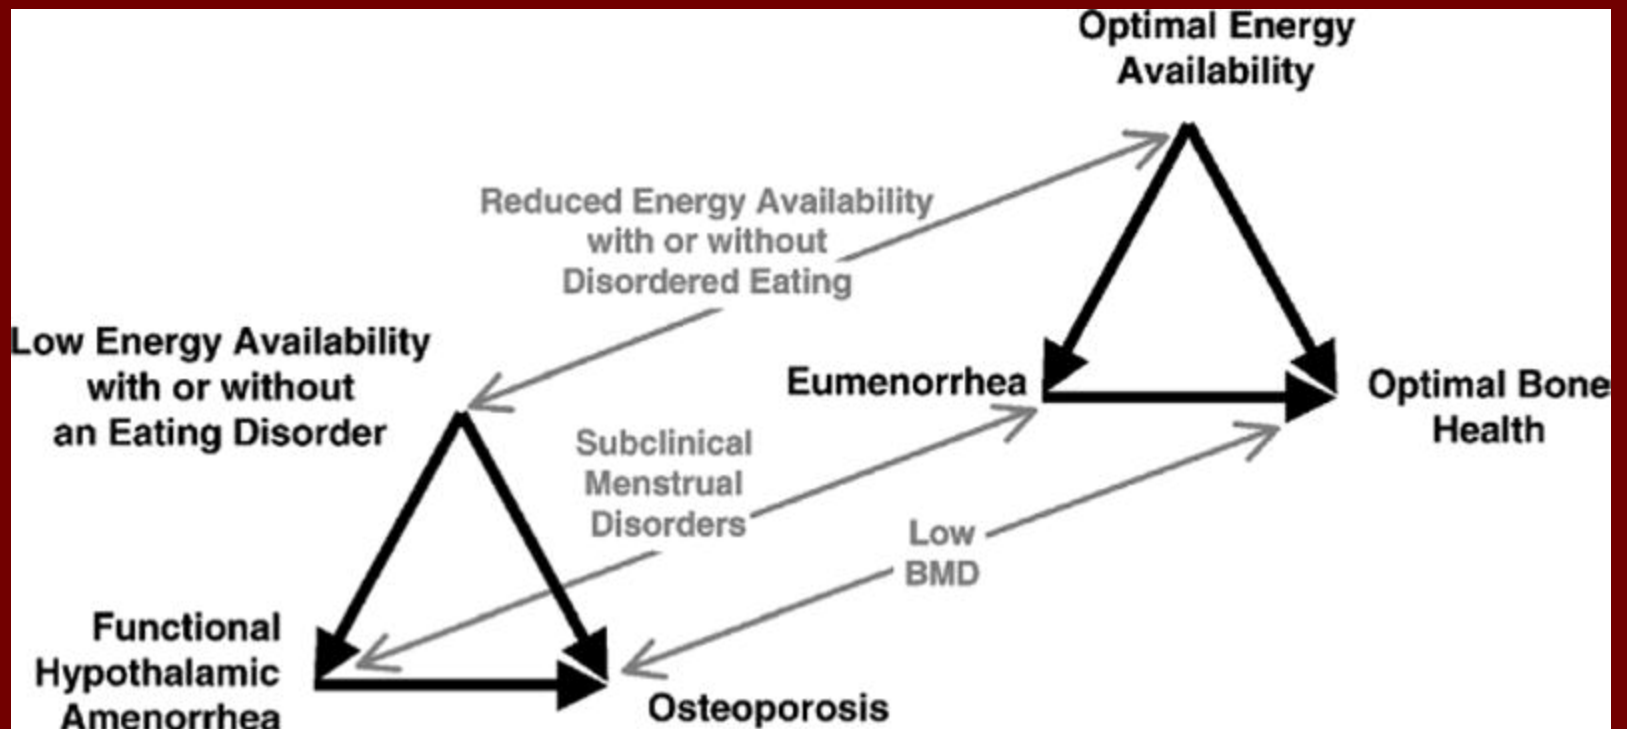 Optimal Energy
Availability
Reduced Energy Availability
with or without
Disordered Eating
Low Energy Availability
with or without
an Eating Disorder
Eumenorrhea
Optimal Bone
Health
Subclinical
Menstrual
Disorders
Low
BMD
Functional
Hypothalamic
Amenorrhea
Osteoporosis